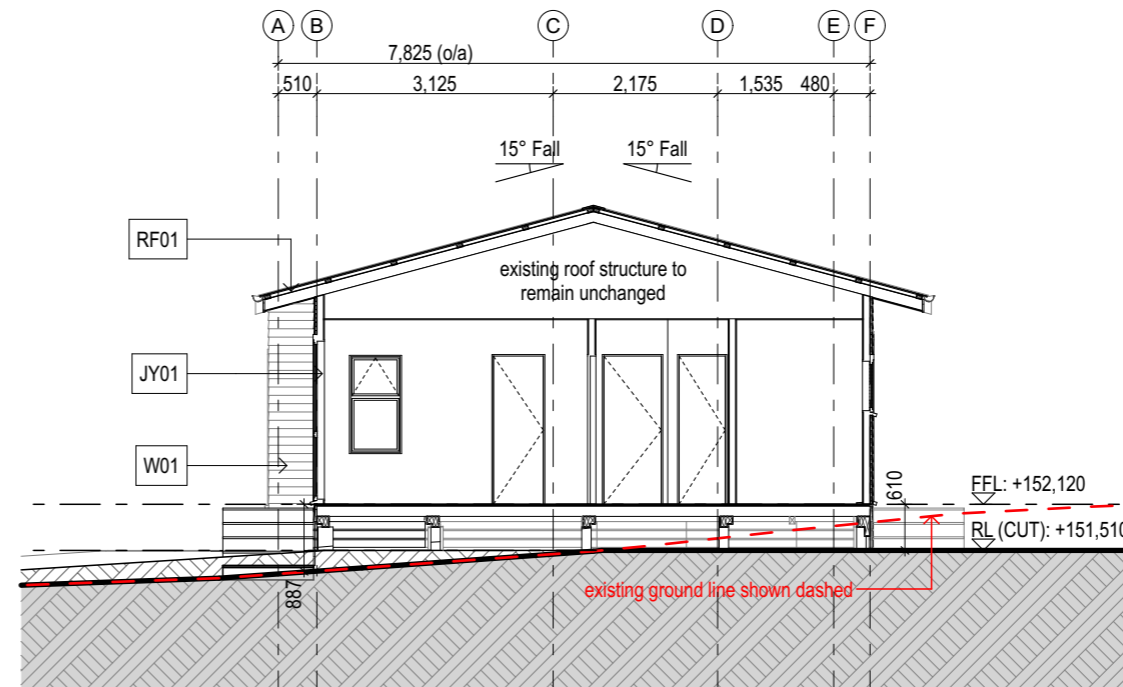 A B C D E F
7,825 (o/a)
510 3,125 2,175 1,535 480
15° Fall 15° Fall
RF01
existing roof structure to
remain unchanged
JY01
W01
610
FFL: +152,120
RL (CUT): +151,510
existing ground line shown dashed
887